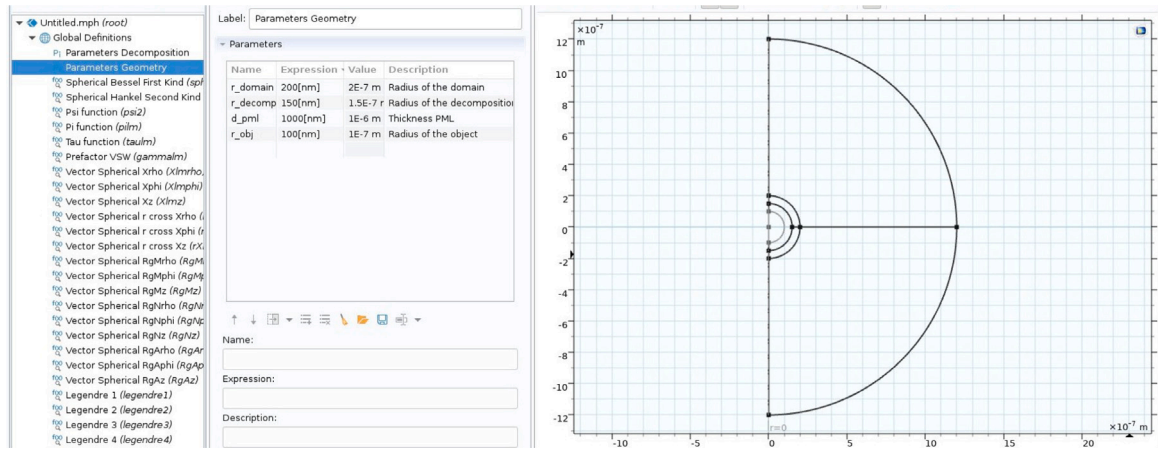 Untitled.mph (root)
Global Definitions
Pi Parameters Decomposition
Parameters Geometry
Spherical Bessel First Kind (sph
Spherical Hankel Second Kind
Psi function (psi2)
Pi function (pilm)
Tau function (taulm)
Prefactor VSW (gammalm)
Vector Spherical Xrho (Xlmrho,
Vector Spherical Xphi (Xlmphi)
Vector Spherical Xz (Xlmz)
Vector Spherical r cross Xrho (
Vector Spherical r cross Xphi (r
Vector Spherical r cross Xz (rX
Vector Spherical RgMrho (RgM
Vector Spherical RgMphi (RgMp
Vector Spherical RgMz (RgMz)
Vector Spherical RgNrho (RgNr
Vector Spherical RgNphi (RgNp
Vector Spherical RgNz (RgNz)
Vector Spherical RgArho (RgAr
Vector Spherical RgAphi (RgAp
Vector Spherical RgAz (RgAz)
Legendre 1 (legendre1)
Legendre 2 (legendre2)
Legendre 3 (legendre3)
Legendre 4 (legendre4)
Label: Parameters Geometry
Parameters
Name Expression Value Description
r_domain 200[nm] 2E-7 m Radius of the domain
r_decomp 150[nm] 1.5E-7 r Radius of the decomposition
d_pml 1000[nm] 1E-6 m Thickness PML
r_obj 100[nm] 1E-7 m Radius of the object
Name:
Expression:
Description:
×10⁻⁷
m
12
10
8
6
4
2
0
-2
-4
-6
-8
-10
-12
r=0
×10⁻⁷ m
-10 -5 0 5 10 15 20